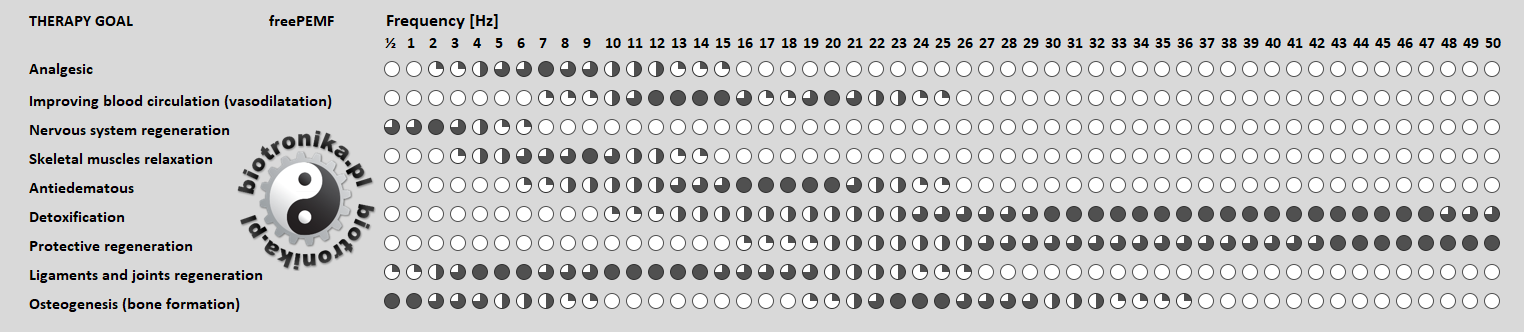 THERAPY GOAL freePEMF Frequency [Hz]
½ 1 2 3 4 5 6 7 8 9 10 11 12 13 14 15 16 17 18 19 20 21 22 23 24 25 26 27 28 29 30 31 32 33 34 35 36 37 38 39 40 41 42 43 44 45 46 47 48 49 50
Analgesic
Improving blood circulation (vasodilatation)
Nervous system regeneration
Skeletal muscles relaxation
Antiedematous
Detoxification
Protective regeneration
Ligaments and joints regeneration
Osteogenesis (bone formation)
biotronika.pl
biotronika.pl